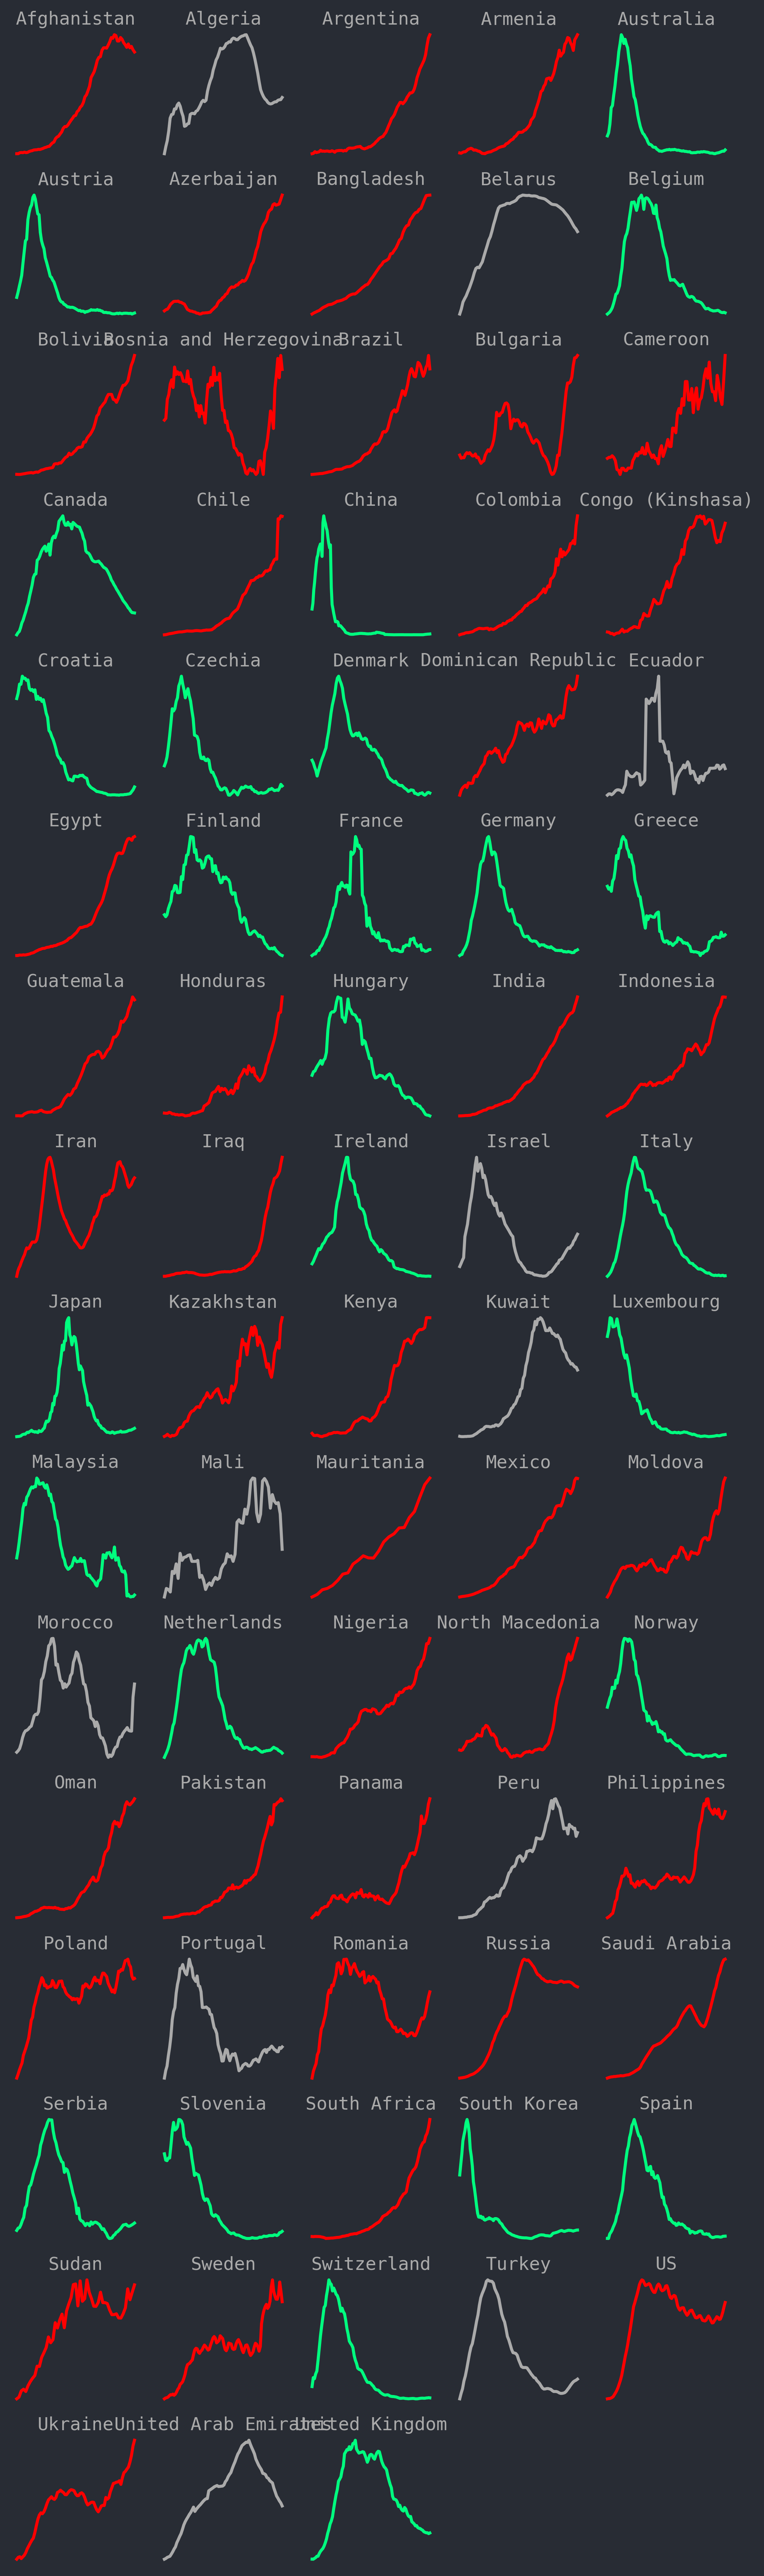 Afghanistan Algeria Argentina Armenia Australia
Austria Azerbaijan Bangladesh Belarus Belgium
Bolivia Bosnia and Herzegovina Brazil Bulgaria Cameroon
Canada Chile China Colombia Congo (Kinshasa)
Croatia Czechia Denmark Dominican Republic Ecuador
Egypt Finland France Germany Greece
Guatemala Honduras Hungary India Indonesia
Iran Iraq Ireland Israel Italy
Japan Kazakhstan Kenya Kuwait Luxembourg
Malaysia Mali Mauritania Mexico Moldova
Morocco Netherlands Nigeria North Macedonia Norway
Oman Pakistan Panama Peru Philippines
Poland Portugal Romania Russia Saudi Arabia
Serbia Slovenia South Africa South Korea Spain
Sudan Sweden Switzerland Turkey US
Ukraine United Arab Emirates United Kingdom